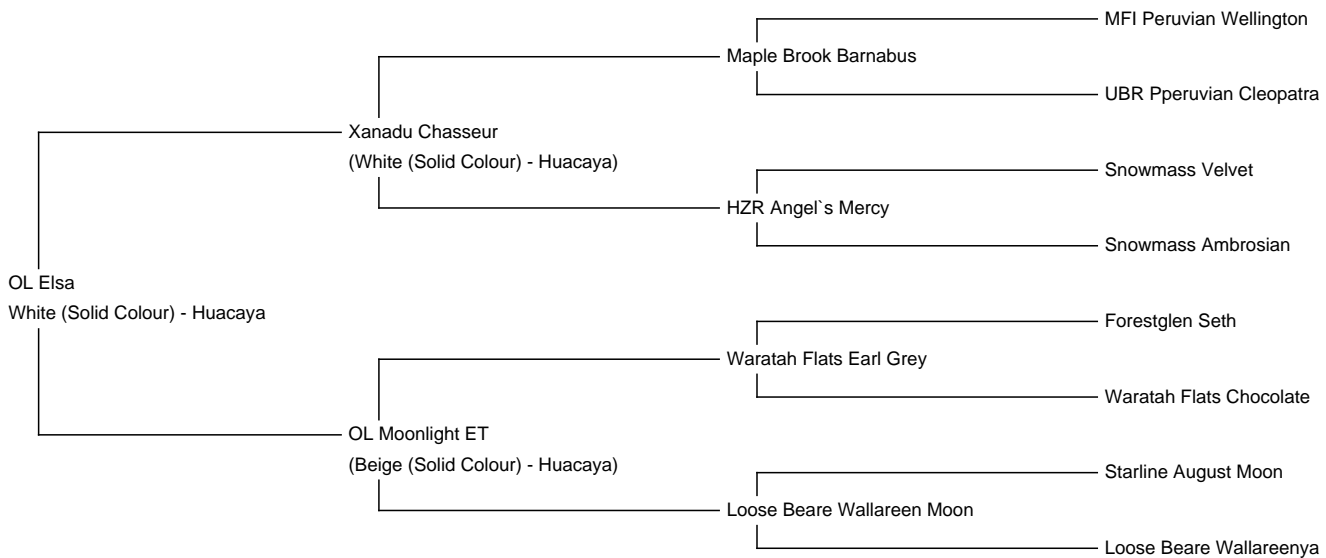 MFI Peruvian Wellington
Maple Brook Barnabus
UBR Pperuvian Cleopatra
Xanadu Chasseur
(White (Solid Colour) - Huacaya)
Snowmass Velvet
HZR Angel`s Mercy
Snowmass Ambrosian
OL Elsa
White (Solid Colour) - Huacaya
Forestglen Seth
Waratah Flats Earl Grey
Waratah Flats Chocolate
OL Moonlight ET
(Beige (Solid Colour) - Huacaya)
Starline August Moon
Loose Beare Wallareen Moon
Loose Beare Wallareenya